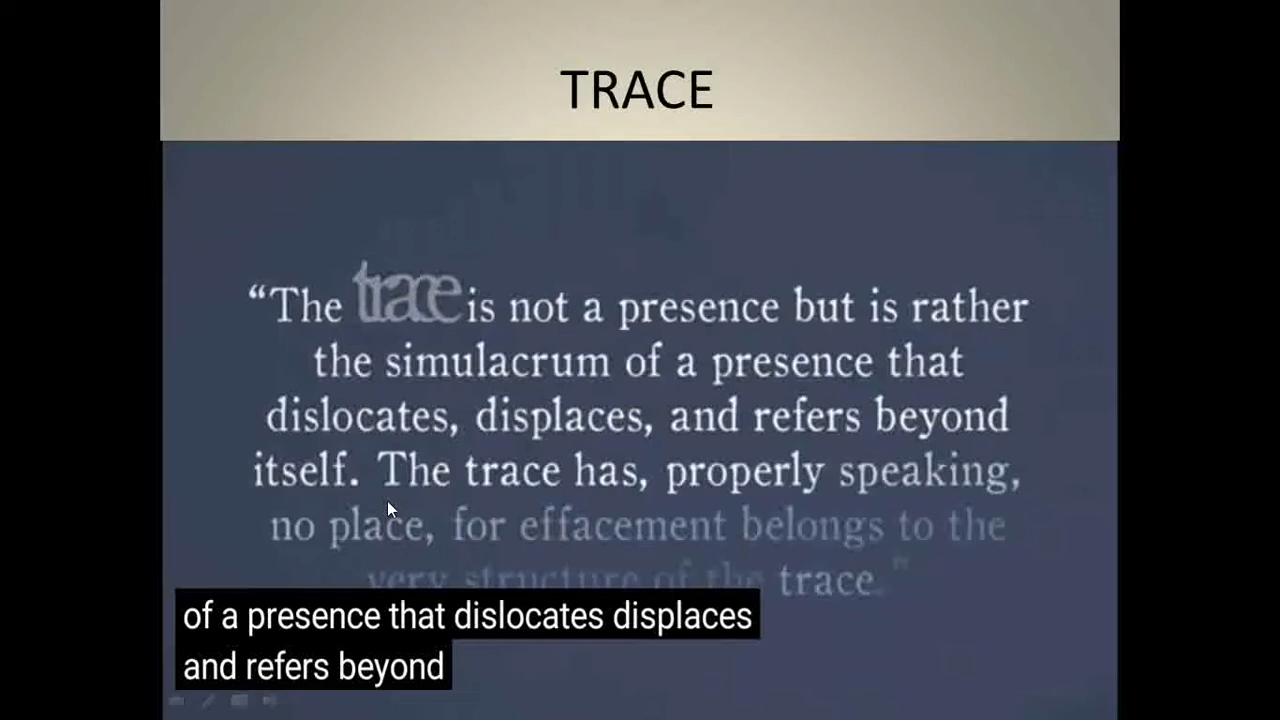 TRACE
“The trace is not a presence but is rather
the simulacrum of a presence that
dislocates, displaces, and refers beyond
itself. The trace has, properly speaking,
no place, for effacement belongs to the
very structure of the trace.”
of a presence that dislocates displaces
and refers beyond